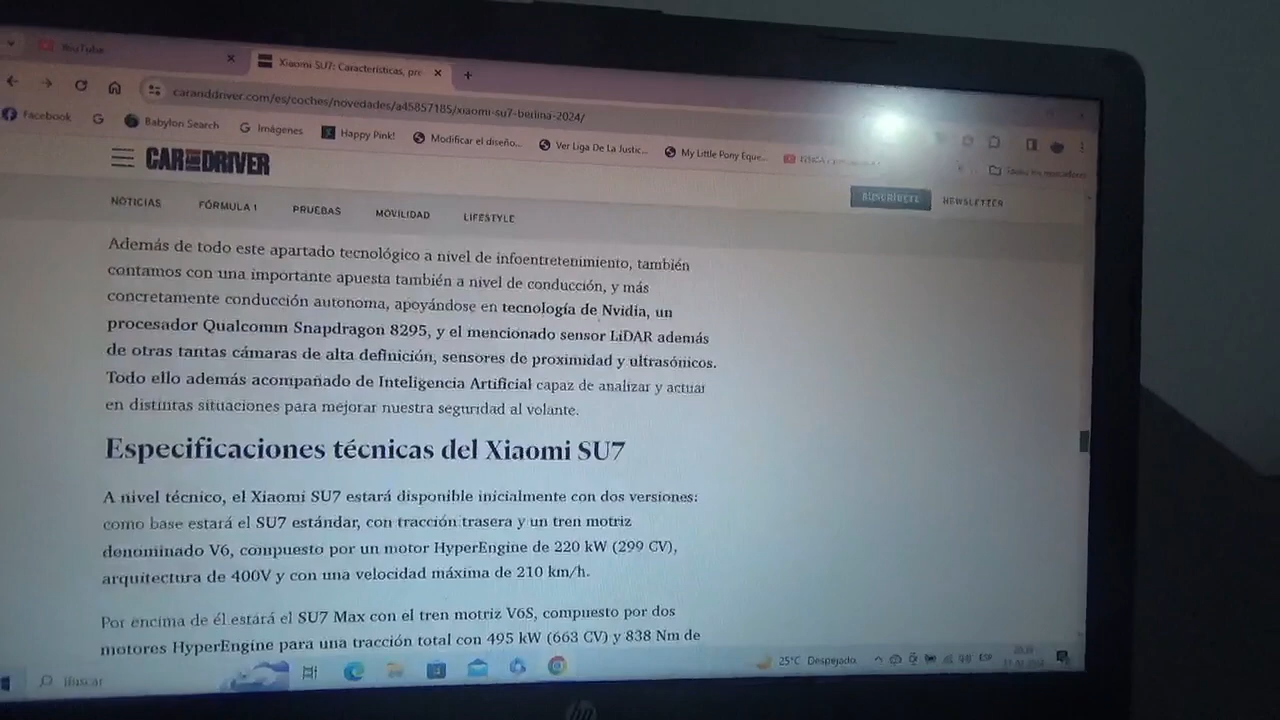 YouTube
Xiaomi SU7: Características, pre
caranddriver.com/es/coches/novedades/a45857185/xiaomi-su7-berlina-2024/
Facebook
Babylon Search
Imágenes
Happy Pink!
Modificar el diseño...
Ver Liga De La Justic...
My Little Pony Eque...
Todos los marcadores
CAR AND DRIVER
NOTICIAS FÓRMULA 1 PRUEBAS MOVILIDAD LIFESTYLE
SUSCRÍBETE NEWSLETTER
Además de todo este apartado tecnológico a nivel de infoentretenimiento, también
contamos con una importante apuesta también a nivel de conducción, y más
concretamente conducción autonoma, apoyándose en tecnología de Nvidia, un
procesador Qualcomm Snapdragon 8295, y el mencionado sensor LiDAR además
de otras tantas cámaras de alta definición, sensores de proximidad y ultrasónicos.
Todo ello además acompañado de Inteligencia Artificial capaz de analizar y actuar
en distintas situaciones para mejorar nuestra seguridad al volante.
Especificaciones técnicas del Xiaomi SU7
A nivel técnico, el Xiaomi SU7 estará disponible inicialmente con dos versiones:
como base estará el SU7 estándar, con tracción trasera y un tren motriz
denominado V6, compuesto por un motor HyperEngine de 220 kW (299 CV),
arquitectura de 400V y con una velocidad máxima de 210 km/h.
Por encima de él estará el SU7 Max con el tren motriz V6S, compuesto por dos
motores HyperEngine para una tracción total con 495 kW (663 CV) y 838 Nm de
Buscar
25°C Despejado
ESP
hp